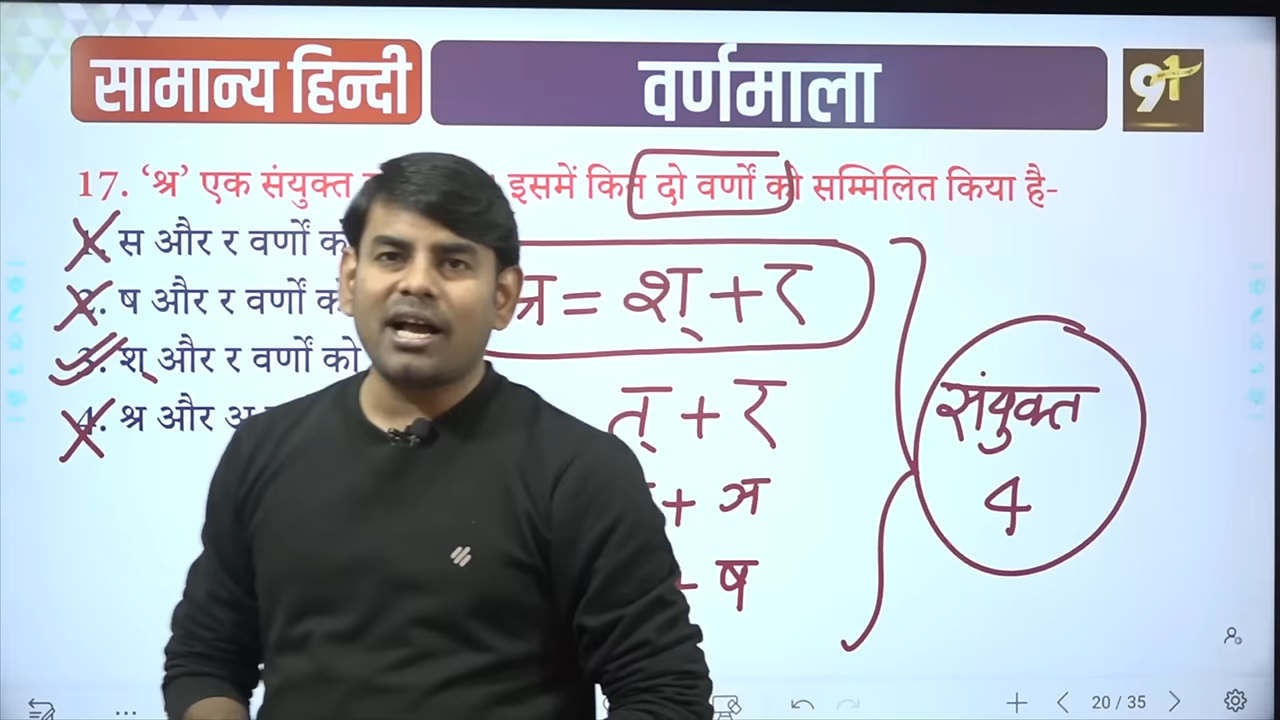 सामान्य हिन्दी
वर्णमाला
17. ‘श्र’ एक संयुक्त इसमें किन दो वर्णों को सम्मिलित किया है-
1. स और र वर्णों को
2. ष और र वर्णों को
3. श् और र वर्णों को
4. श्र और अ
= श् + र
त् + र
+ ञ
ष
संयुक्त
4
20 / 35